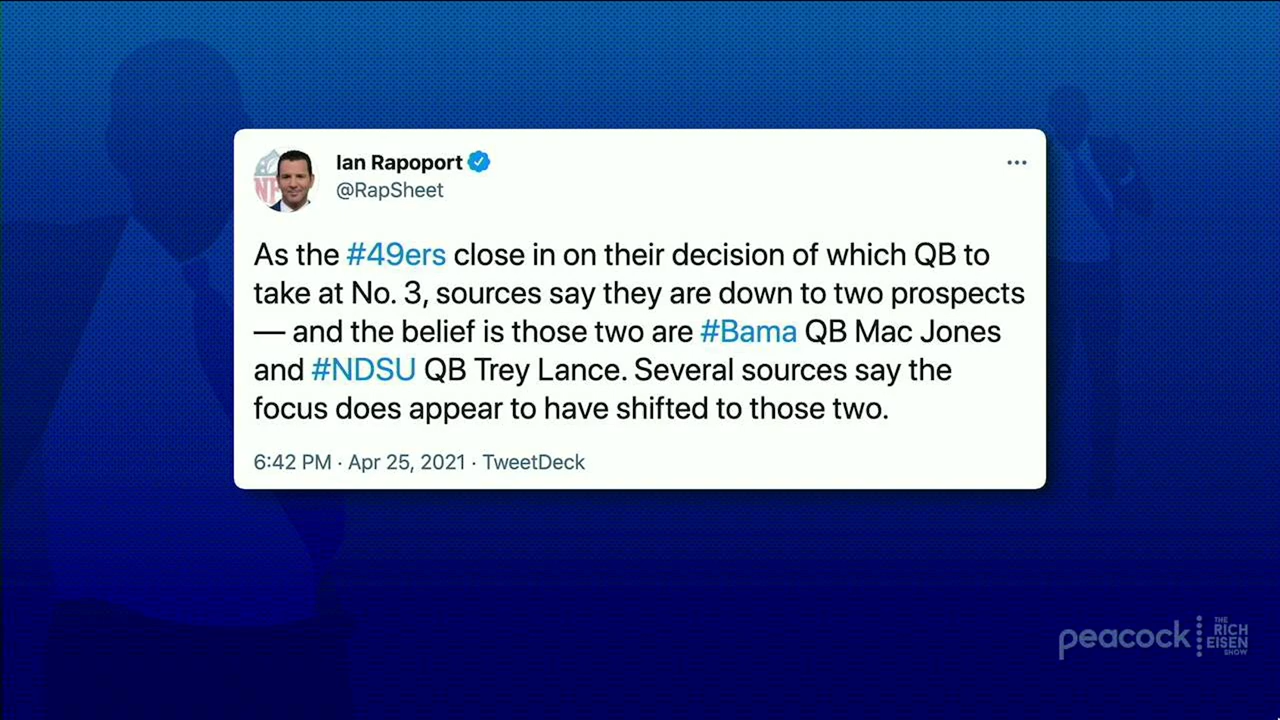 Ian Rapoport
@RapSheet
As the #49ers close in on their decision of which QB to
take at No. 3, sources say they are down to two prospects
— and the belief is those two are #Bama QB Mac Jones
and #NDSU QB Trey Lance. Several sources say the
focus does appear to have shifted to those two.
6:42 PM · Apr 25, 2021 · TweetDeck
peacock
THE
RICH
EISEN
SHOW